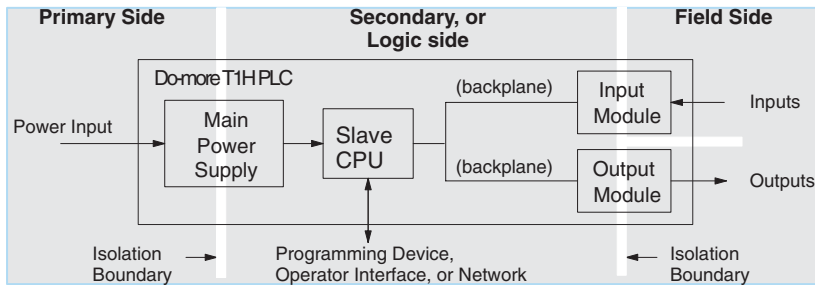 Primary Side
Secondary, or
Logic side
Field Side
Do-more T1H PLC
Power Input
Main
Power
Supply
Slave
CPU
(backplane)
(backplane)
Input
Module
Output
Module
Inputs
Outputs
Isolation
Boundary
Programming Device,
Operator Interface, or Network
Isolation
Boundary